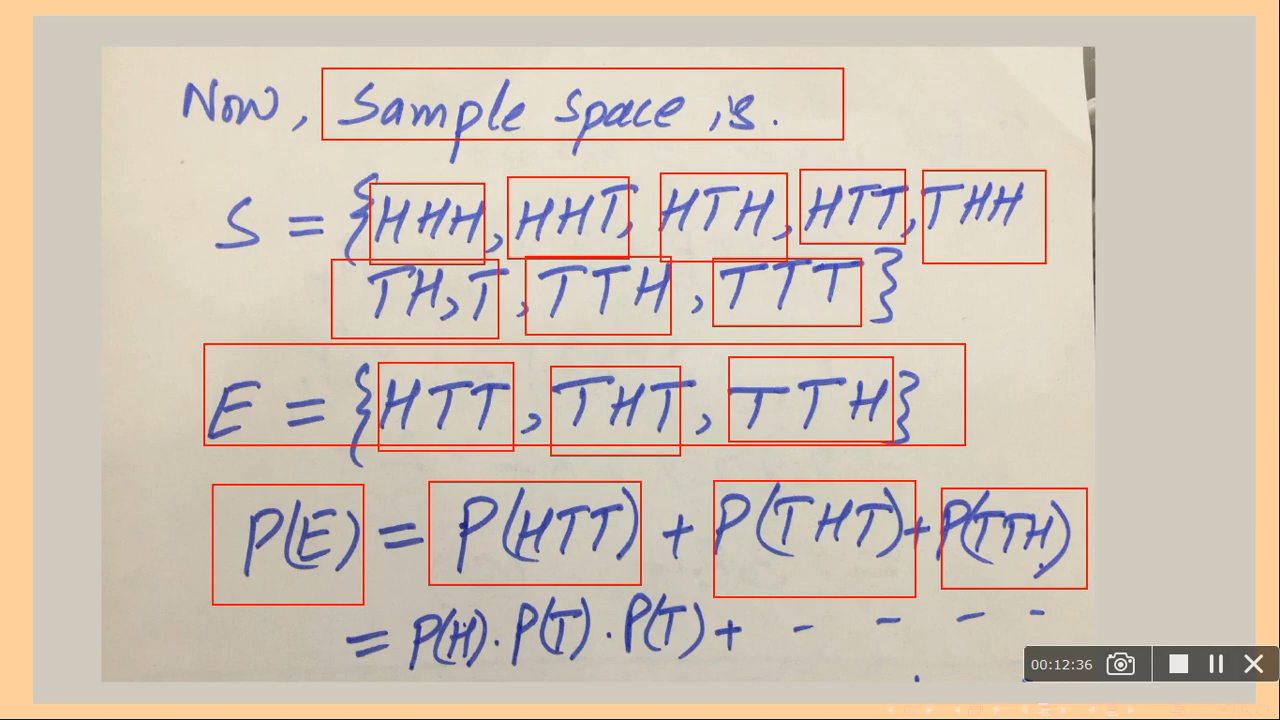 Now, Sample space is.
S = {HHH, HHT, HTH, HTT, THH
TH,T, TTH, TTT}
E = {HTT, THT, TTH}
P(E) = P(HTT) + P(THT) + P(TTH)
= P(H). P(T). P(T) + - - - -
00:12:36